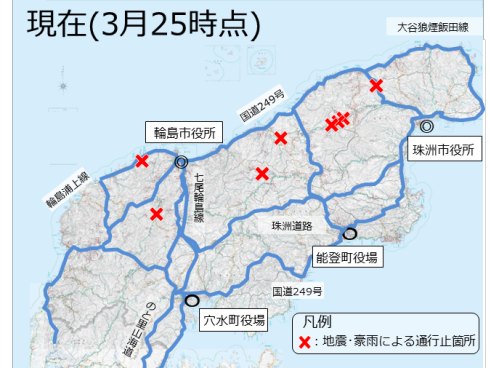 現在(3月25時点)
大谷狼煙飯田線
国道249号
輪島市役所
珠洲市役所
輪島浦上線
七尾輪島線
珠洲道路
能登町役場
国道249号
穴水町役場
のと里山海道
凡例
×:地震・豪雨による通行止箇所